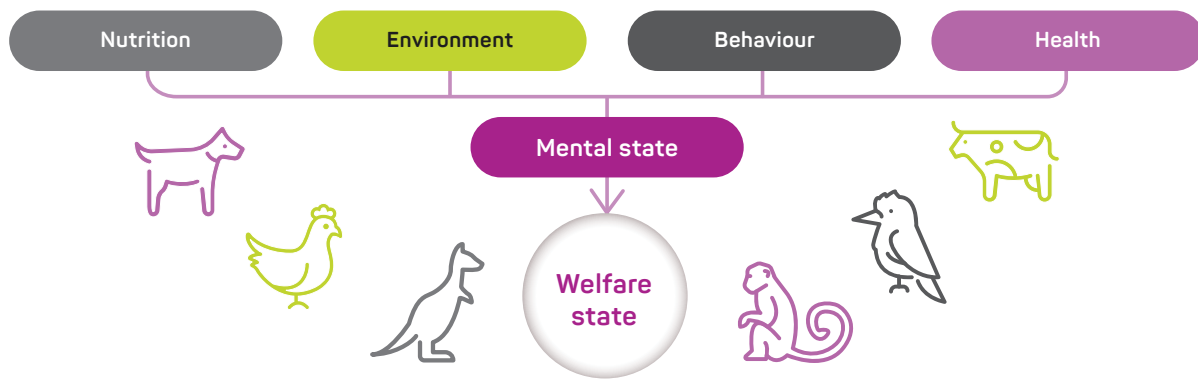 Nutrition
Environment
Behaviour
Health
Mental state
Welfare
state